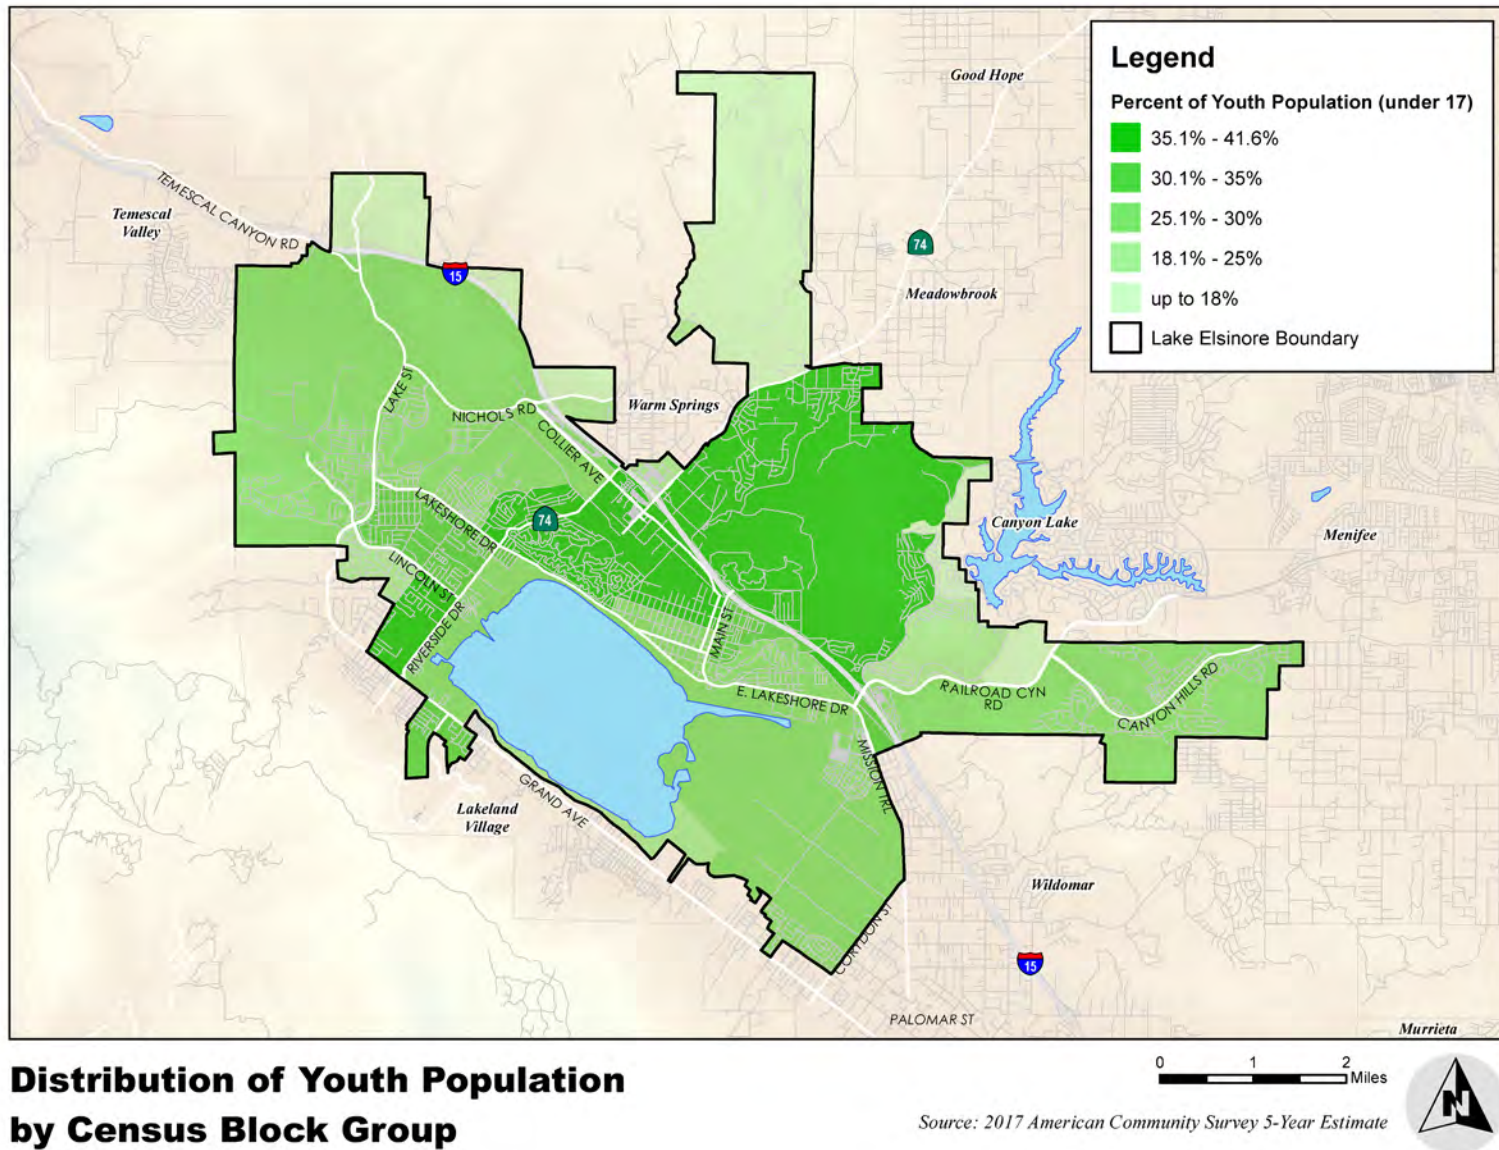 Legend
Percent of Youth Population (under 17)
35.1% - 41.6%
30.1% - 35%
25.1% - 30%
18.1% - 25%
up to 18%
Lake Elsinore Boundary
Good Hope
TEMESCAL CANYON RD
Temescal
Valley
15
74
Meadowbrook
LAKE ST
NICHOLS RD
Warm Springs
COLLIER AVE
LAKESHORE DR
74
Canyon Lake
Menifee
LINCOLN ST
RIVERSIDE DR
MAIN ST
E. LAKESHORE DR
RAILROAD CYN
RD
CANYON HILLS RD
MISSION TRL
GRAND AVE
Lakeland
Village
Wildomar
CORYDON ST
15
PALOMAR ST
Murrieta
Distribution of Youth Population
by Census Block Group
0 1 2
Miles
Source: 2017 American Community Survey 5-Year Estimate
N